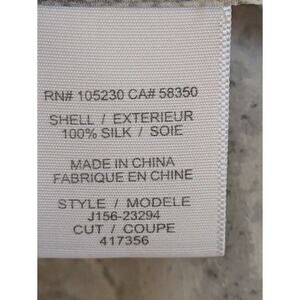 RN# 105230 CA# 58350
SHELL / EXTERIEUR
100% SILK / SOIE
MADE IN CHINA
FABRIQUE EN CHINE
STYLE / MODELE
J156-23294
CUT / COUPE
417356